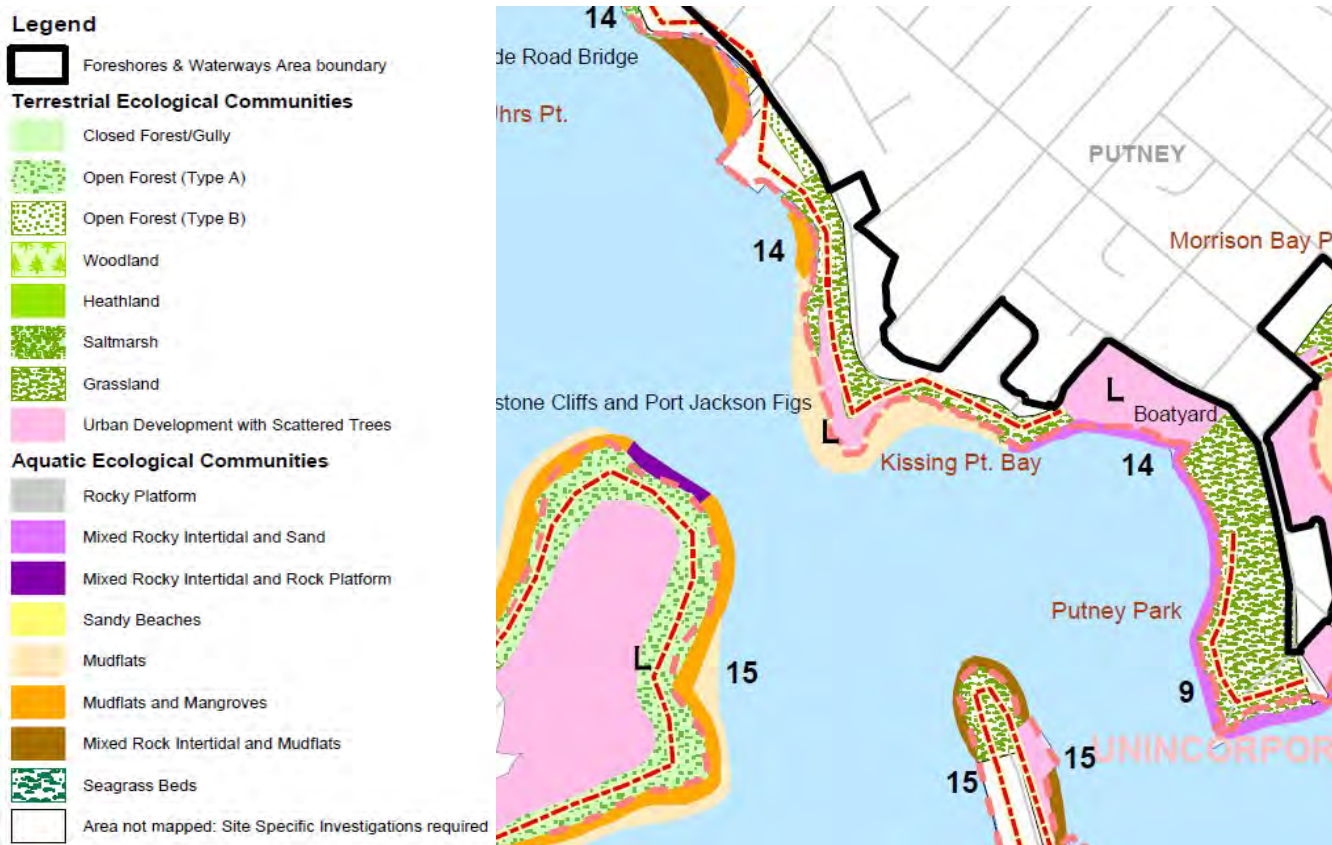 Legend
Foreshores & Waterways Area boundary
Terrestrial Ecological Communities
Closed Forest/Gully
Open Forest (Type A)
Open Forest (Type B)
Woodland
Heathland
Saltmarsh
Grassland
Urban Development with Scattered Trees
Aquatic Ecological Communities
Rocky Platform
Mixed Rocky Intertidal and Sand
Mixed Rocky Intertidal and Rock Platform
Sandy Beaches
Mudflats
Mudflats and Mangroves
Mixed Rock Intertidal and Mudflats
Seagrass Beds
Area not mapped: Site Specific Investigations required
14
de Road Bridge
Uhrs Pt.
PUTNEY
14
Morrison Bay P
stone Cliffs and Port Jackson Figs
L
L
Boatyard
Kissing Pt. Bay
14
Putney Park
L
15
9
15
15
UNINCORPOR